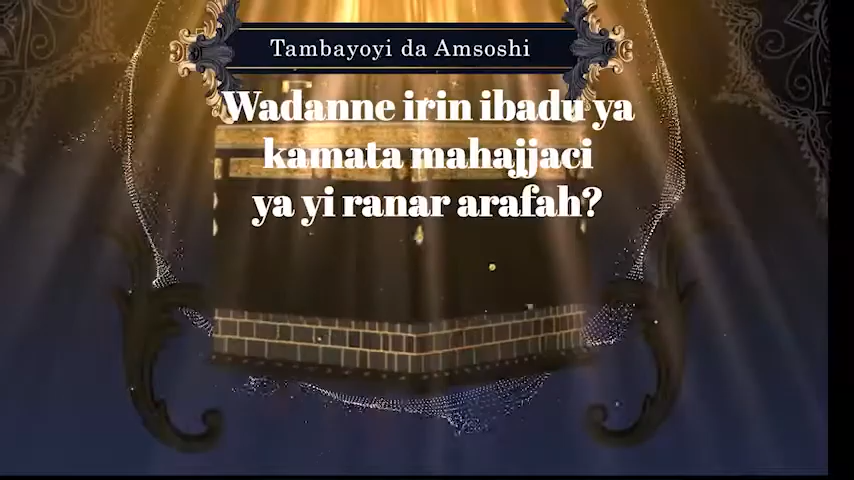 Tambayoyi da Amsoshi
Wadanne irin ibadu ya
kamata mahajjaci
ya yi ranar arafah?